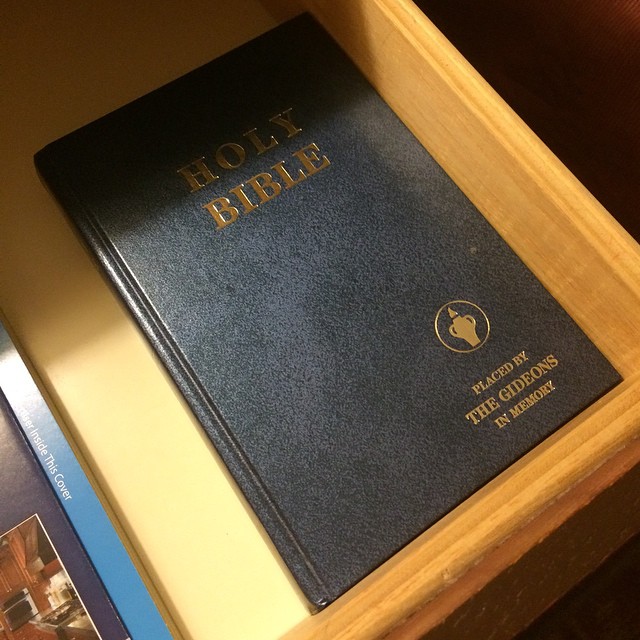 HOLY
BIBLE
PLACED BY
THE GIDEONS
IN MEMORY
Inside This Cover